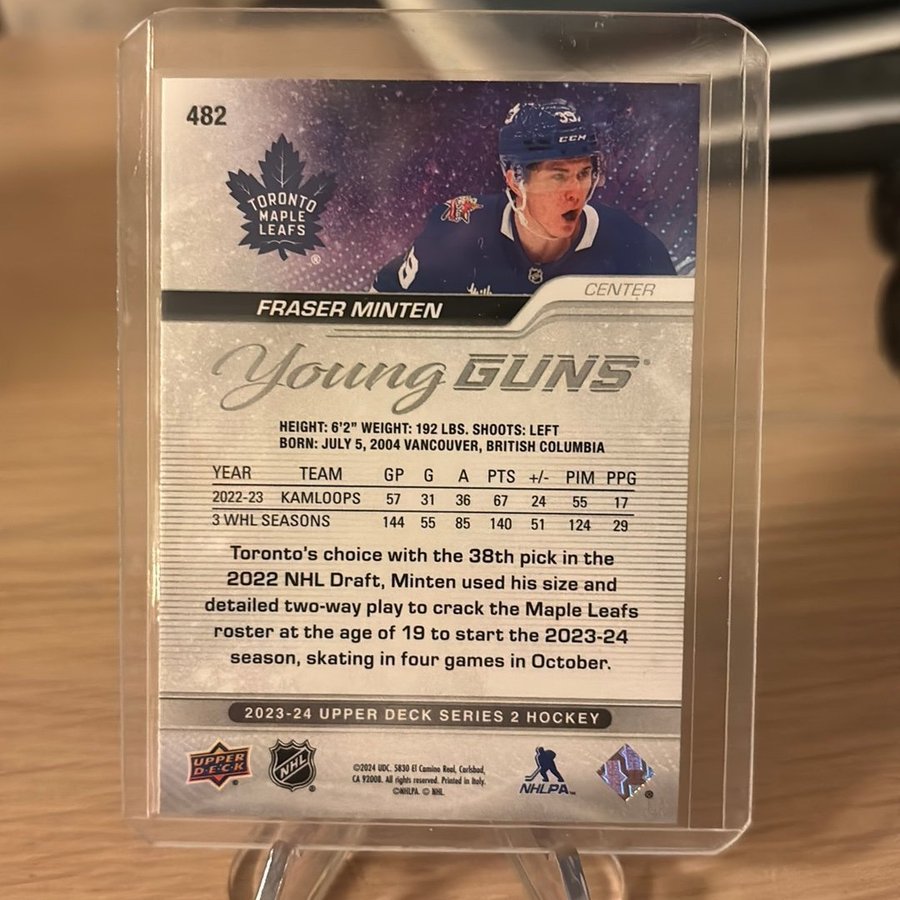 482
39
CCM
TORONTO
MAPLE
LEAFS
®
CENTER
FRASER MINTEN
Young GUNS®
HEIGHT: 6'2" WEIGHT: 192 LBS. SHOOTS: LEFT
BORN: JULY 5, 2004 VANCOUVER, BRITISH COLUMBIA
YEAR TEAM GP G A PTS +/- PIM PPG
2022-23 KAMLOOPS 57 31 36 67 24 55 17
3 WHL SEASONS 144 55 85 140 51 124 29
Toronto's choice with the 38th pick in the
2022 NHL Draft, Minten used his size and
detailed two-way play to crack the Maple Leafs
roster at the age of 19 to start the 2023-24
season, skating in four games in October.
2023-24 UPPER DECK SERIES 2 HOCKEY
UPPER
DECK
®
NHL
®
©2024 UDC. 5830 El Camino Real, Carlsbad,
CA 92008. All rights reserved. Printed in Italy.
©NHLPA. © NHL.
NHLPA™
®